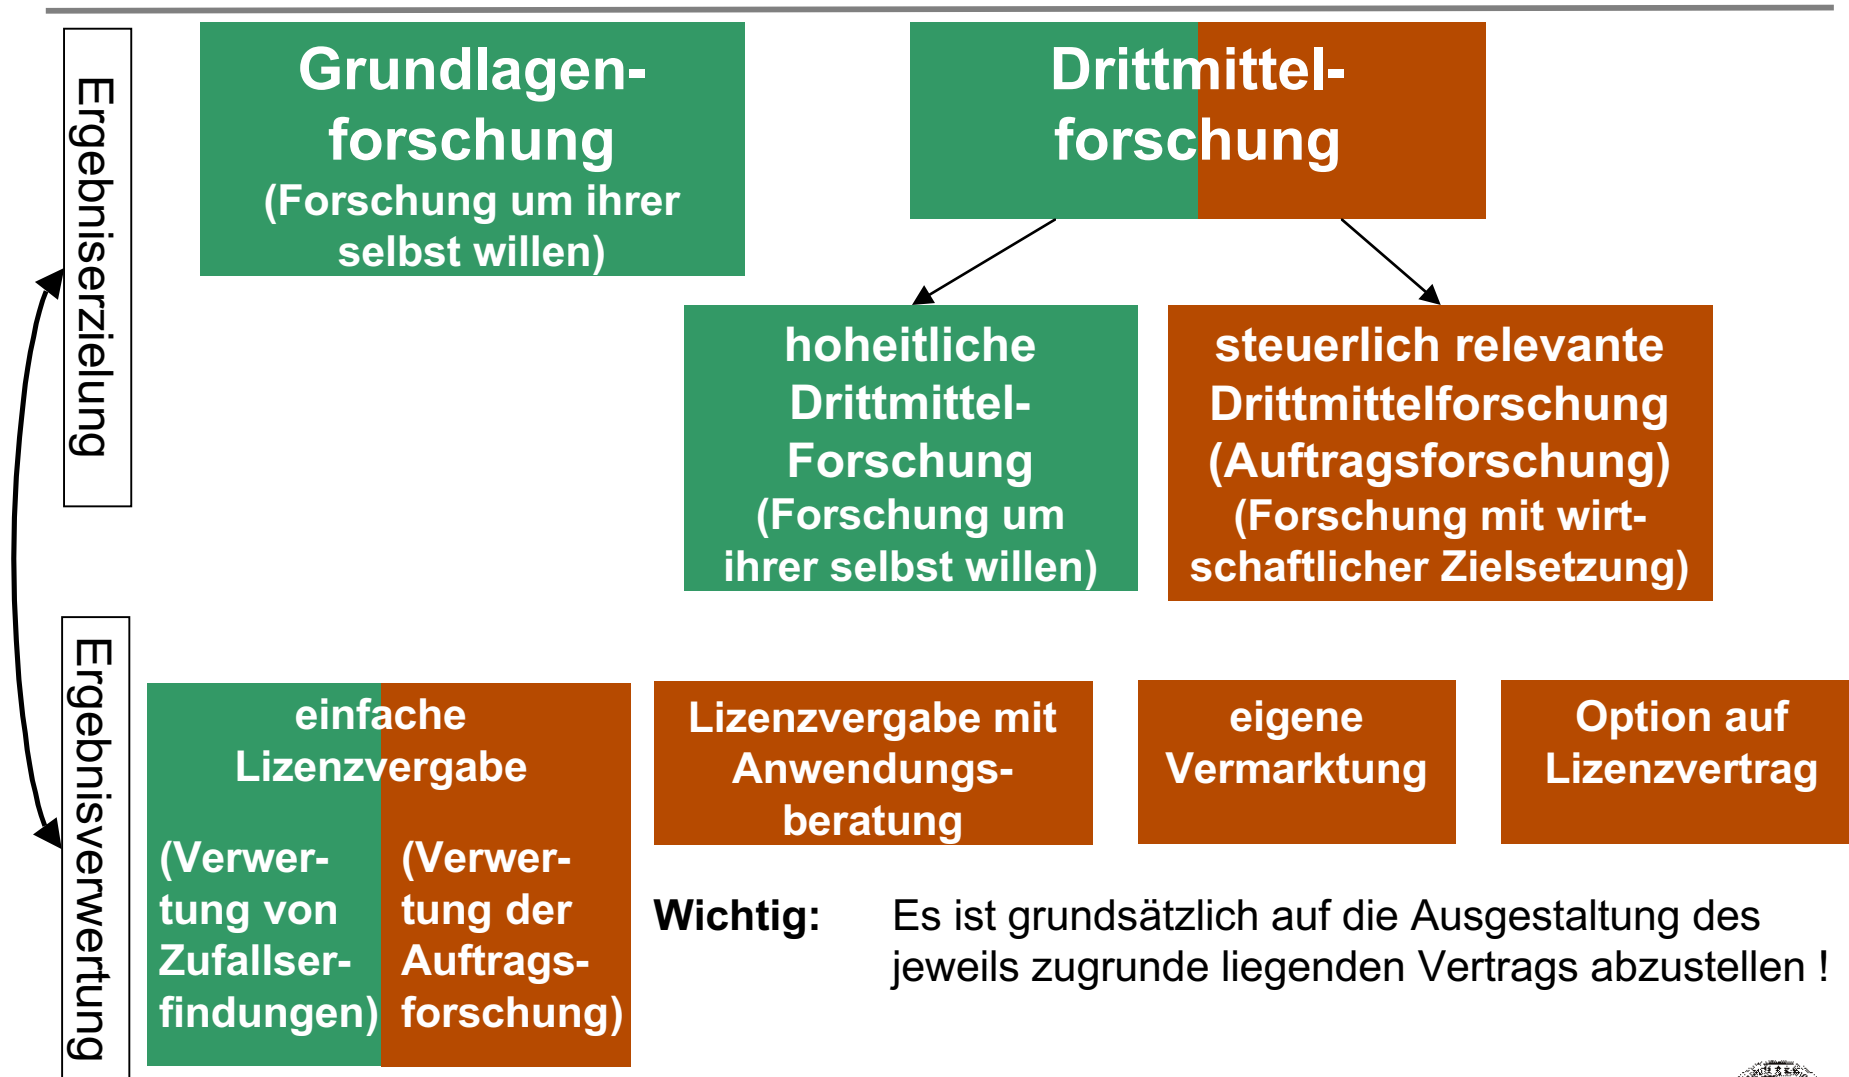 Ergebniserzielung
Grundlagen-
forschung
(Forschung um ihrer
selbst willen)
Drittmittel-
forschung
hoheitliche
Drittmittel-
Forschung
(Forschung um
ihrer selbst willen)
steuerlich relevante
Drittmittelforschung
(Auftragsforschung)
(Forschung mit wirt-
schaftlicher Zielsetzung)
Ergebnisverwertung
einfache
Lizenzvergabe
(Verwer-
tung von
Zufallser-
findungen)
(Verwer-
tung der
Auftrags-
forschung)
Lizenzvergabe mit
Anwendungs-
beratung
eigene
Vermarktung
Option auf
Lizenzvertrag
Wichtig: Es ist grundsätzlich auf die Ausgestaltung des
jeweils zugrunde liegenden Vertrags abzustellen !